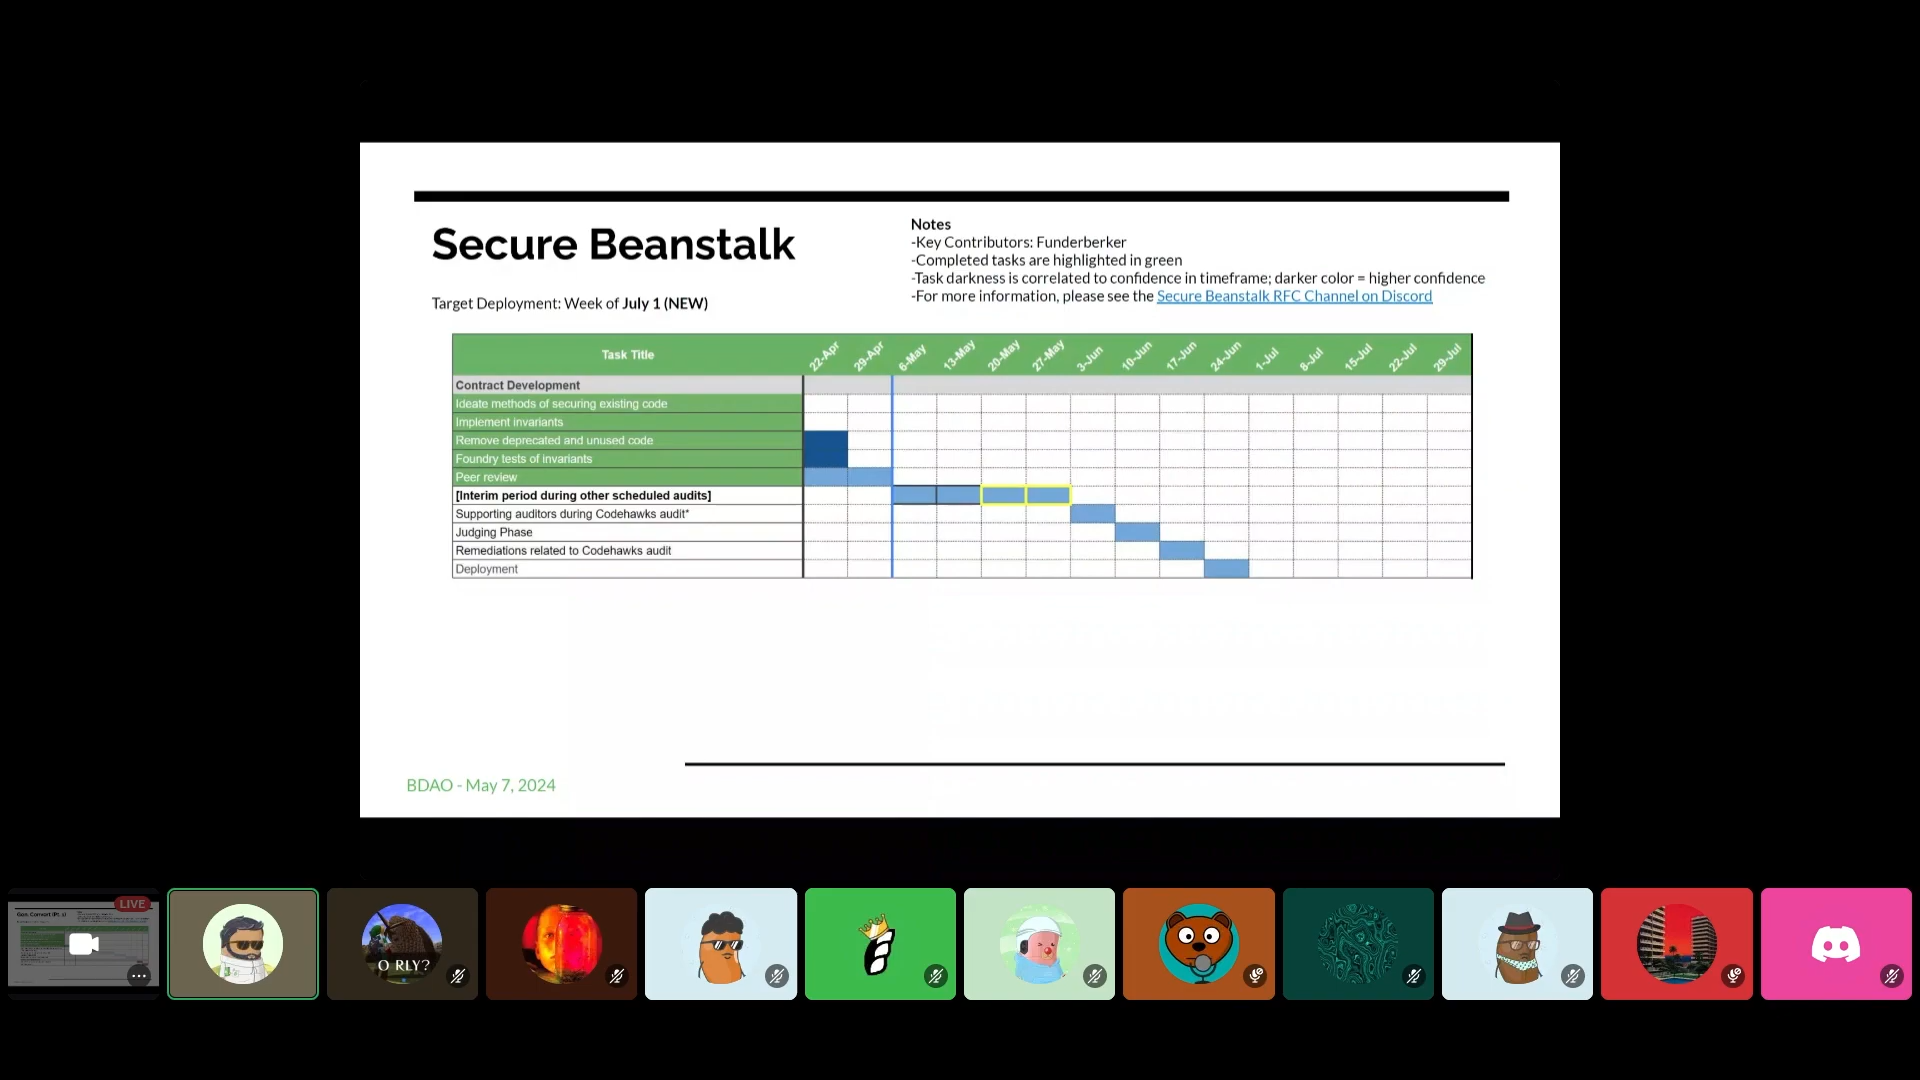 Secure Beanstalk
Target Deployment: Week of July 1 (NEW)
Notes
-Key Contributors: Funderberker
-Completed tasks are highlighted in green
-Task darkness is correlated to confidence in timeframe; darker color = higher confidence
-For more information, please see the Secure Beanstalk RFC Channel on Discord
Task Title 22-Apr 29-Apr 6-May 13-May 20-May 27-May 3-Jun 10-Jun 17-Jun 24-Jun 1-Jul 8-Jul 15-Jul 22-Jul 29-Jul
Contract Development
Ideate methods of securing existing code
Implement invariants
Remove deprecated and unused code
Foundry tests of invariants
Peer review
[Interim period during other scheduled audits]
Supporting auditors during Codehawks audit*
Judging Phase
Remediations related to Codehawks audit
Deployment
BDAO - May 7, 2024
LIVE
Gen. Convert (Pt. 1)
O RLY?